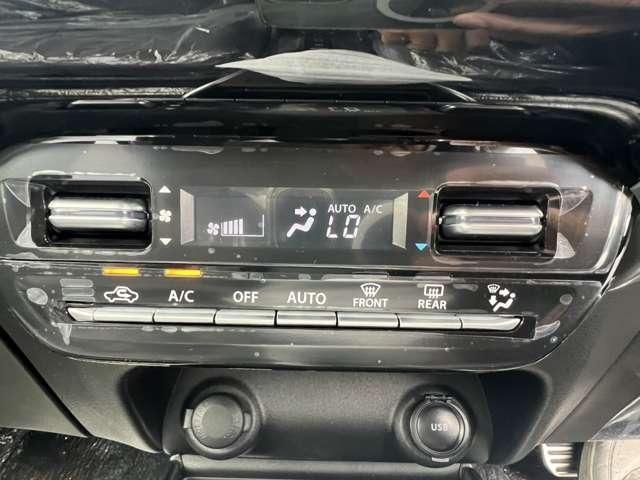 AUTO A/C
LO
A/C OFF AUTO FRONT REAR
USB